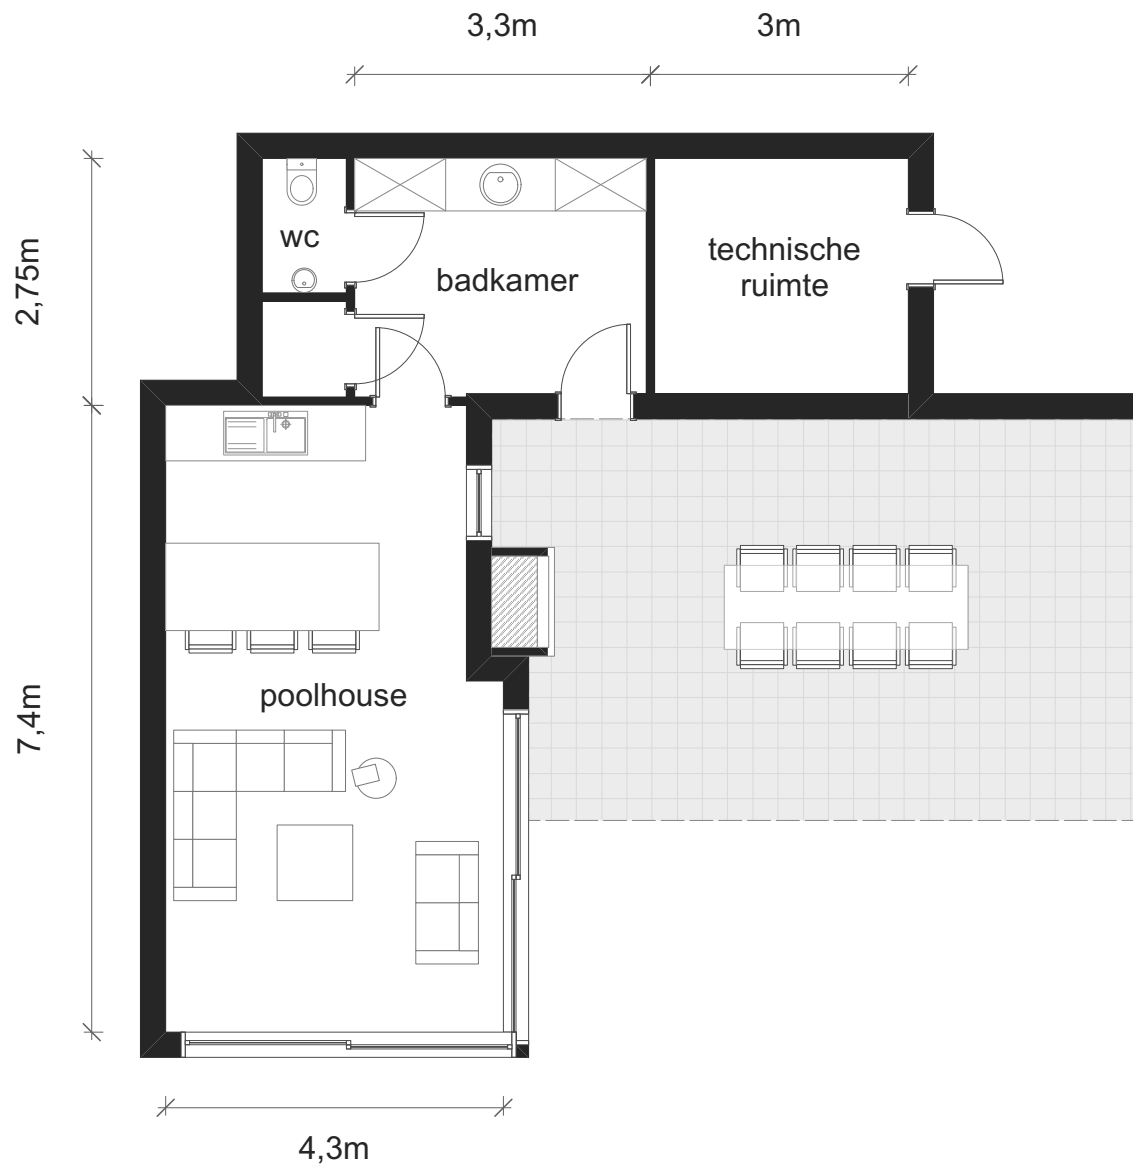 3,3m
3m
2,75m
wc
badkamer
technische
ruimte
7,4m
poolhouse
4,3m